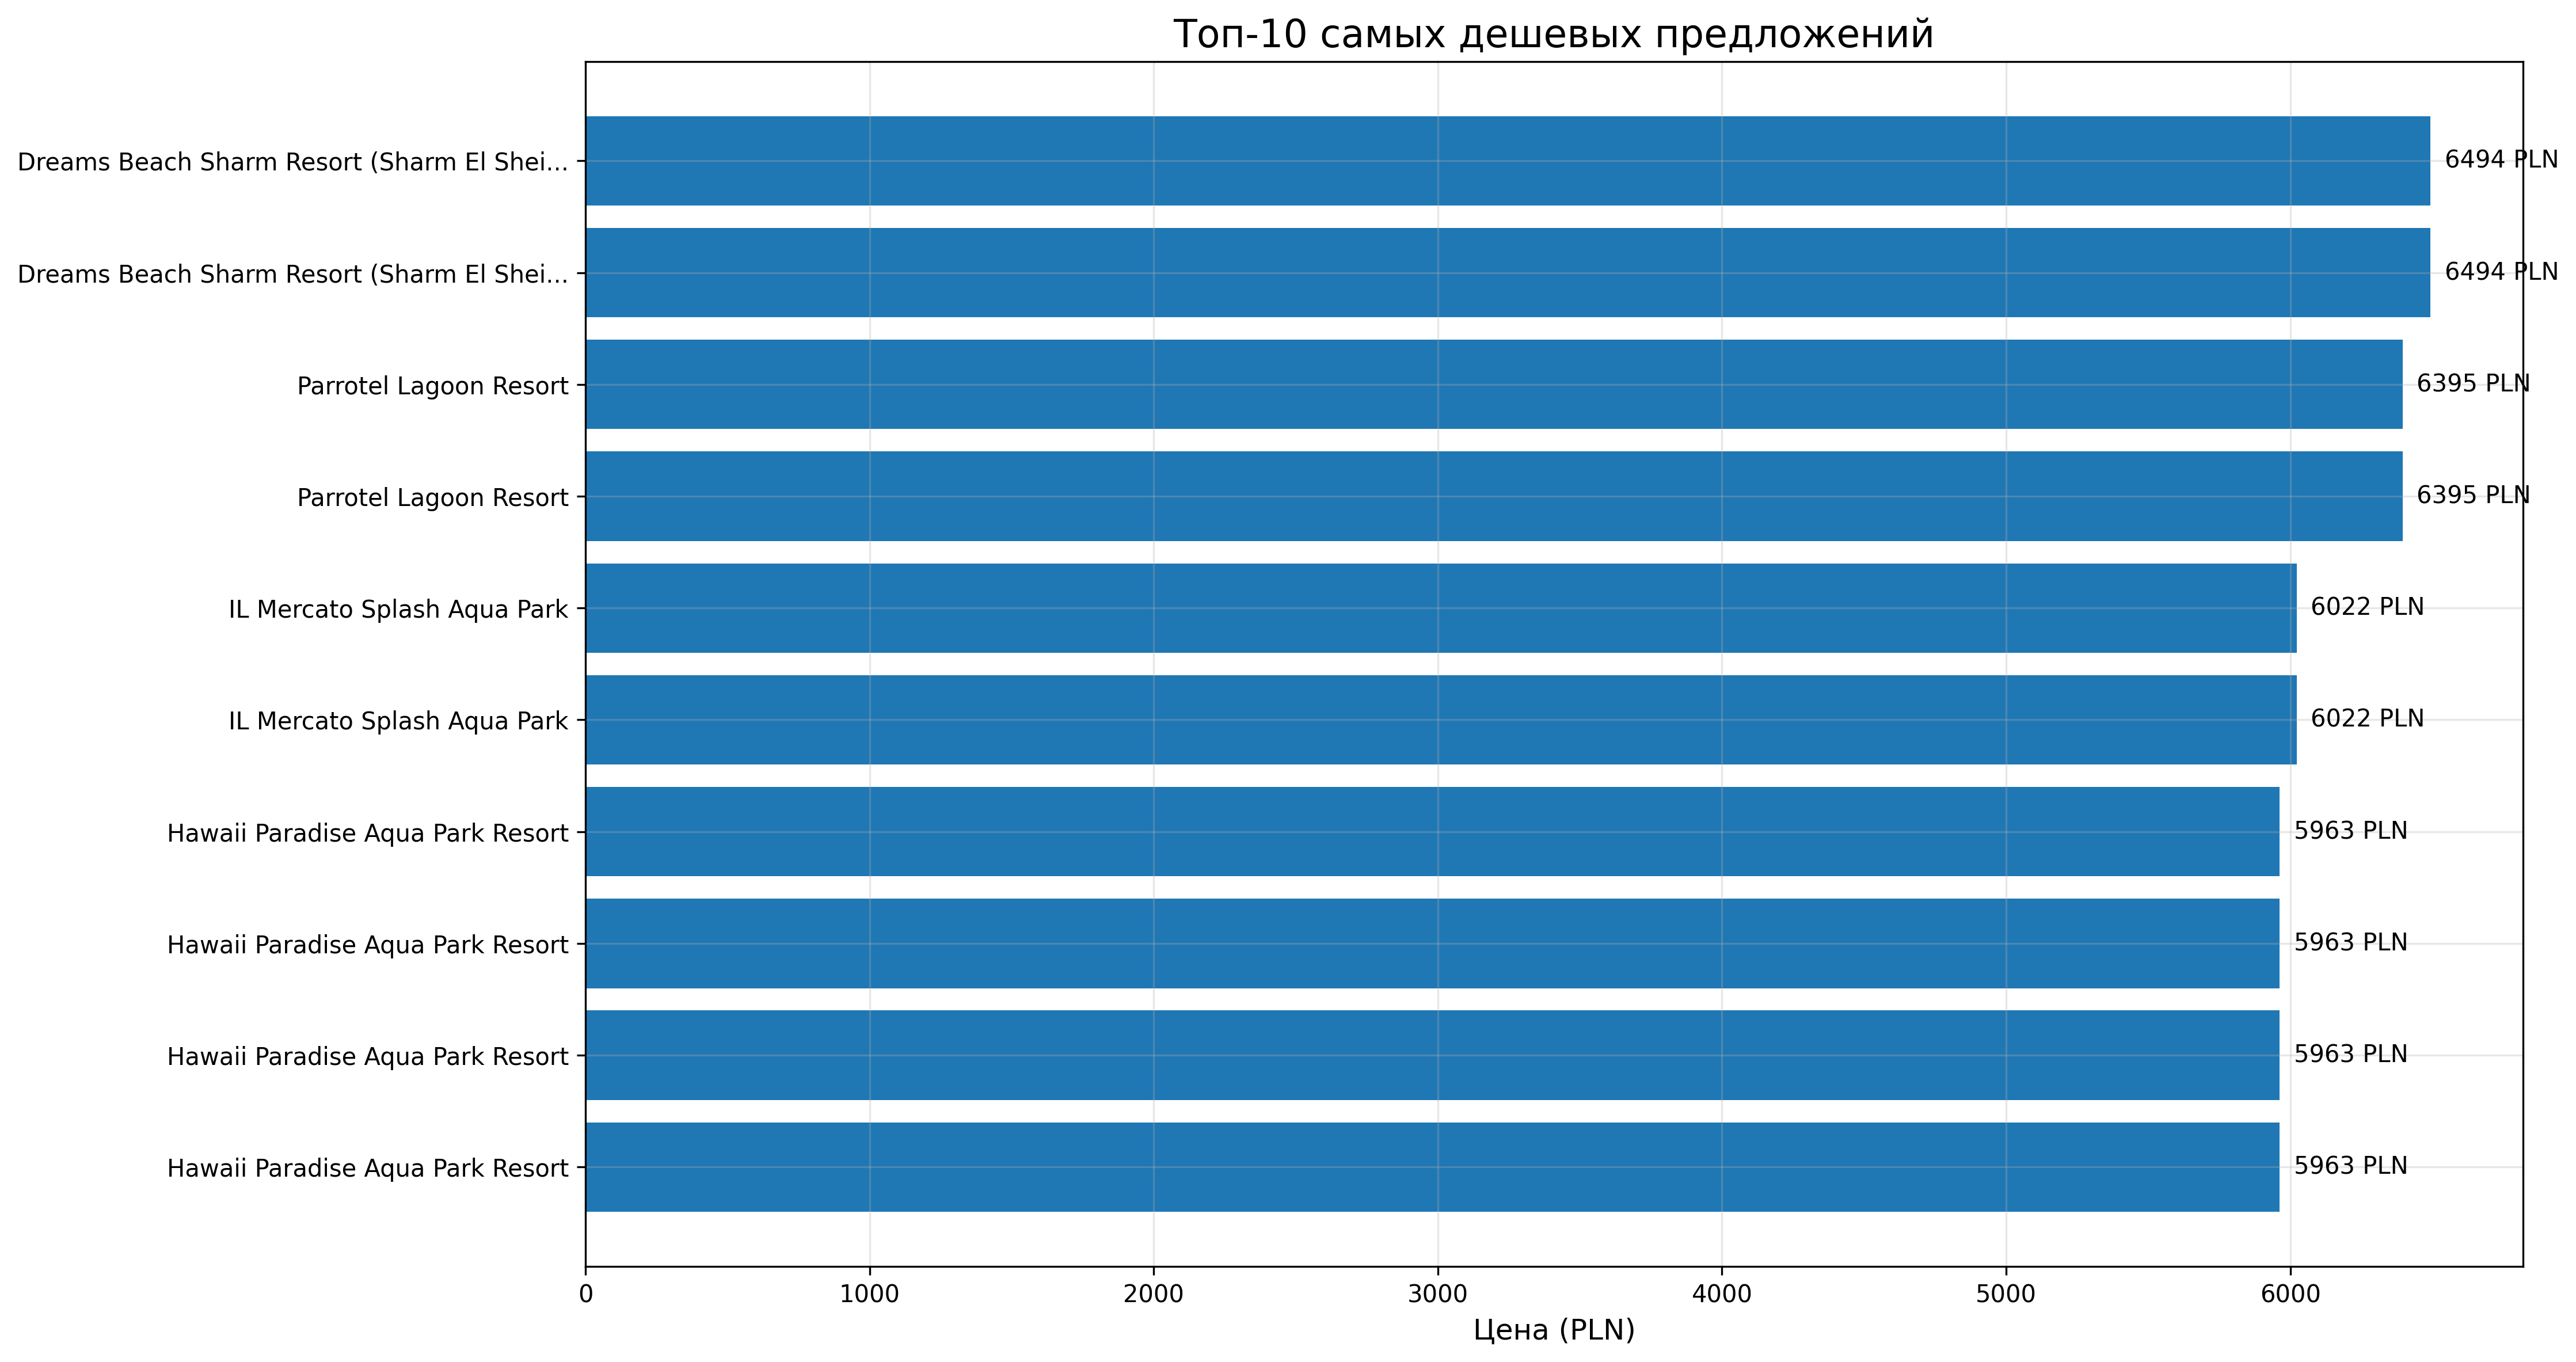 Топ-10 самых дешевых предложений
Dreams Beach Sharm Resort (Sharm El Shei...
6494 PLN
Dreams Beach Sharm Resort (Sharm El Shei...
6494 PLN
Parrotel Lagoon Resort
6395 PLN
Parrotel Lagoon Resort
6395 PLN
IL Mercato Splash Aqua Park
6022 PLN
IL Mercato Splash Aqua Park
6022 PLN
Hawaii Paradise Aqua Park Resort
5963 PLN
Hawaii Paradise Aqua Park Resort
5963 PLN
Hawaii Paradise Aqua Park Resort
5963 PLN
Hawaii Paradise Aqua Park Resort
5963 PLN
0 1000 2000 3000 4000 5000 6000
Цена (PLN)